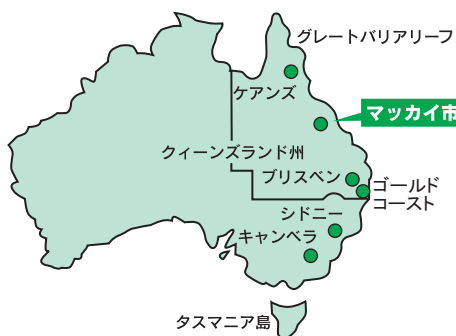 グレートバリアリーフ
ケアンズ
マッカイ市
クィーンズランド州
ブリスベン
ゴールド
コースト
シドニー
キャンベラ
タスマニア島